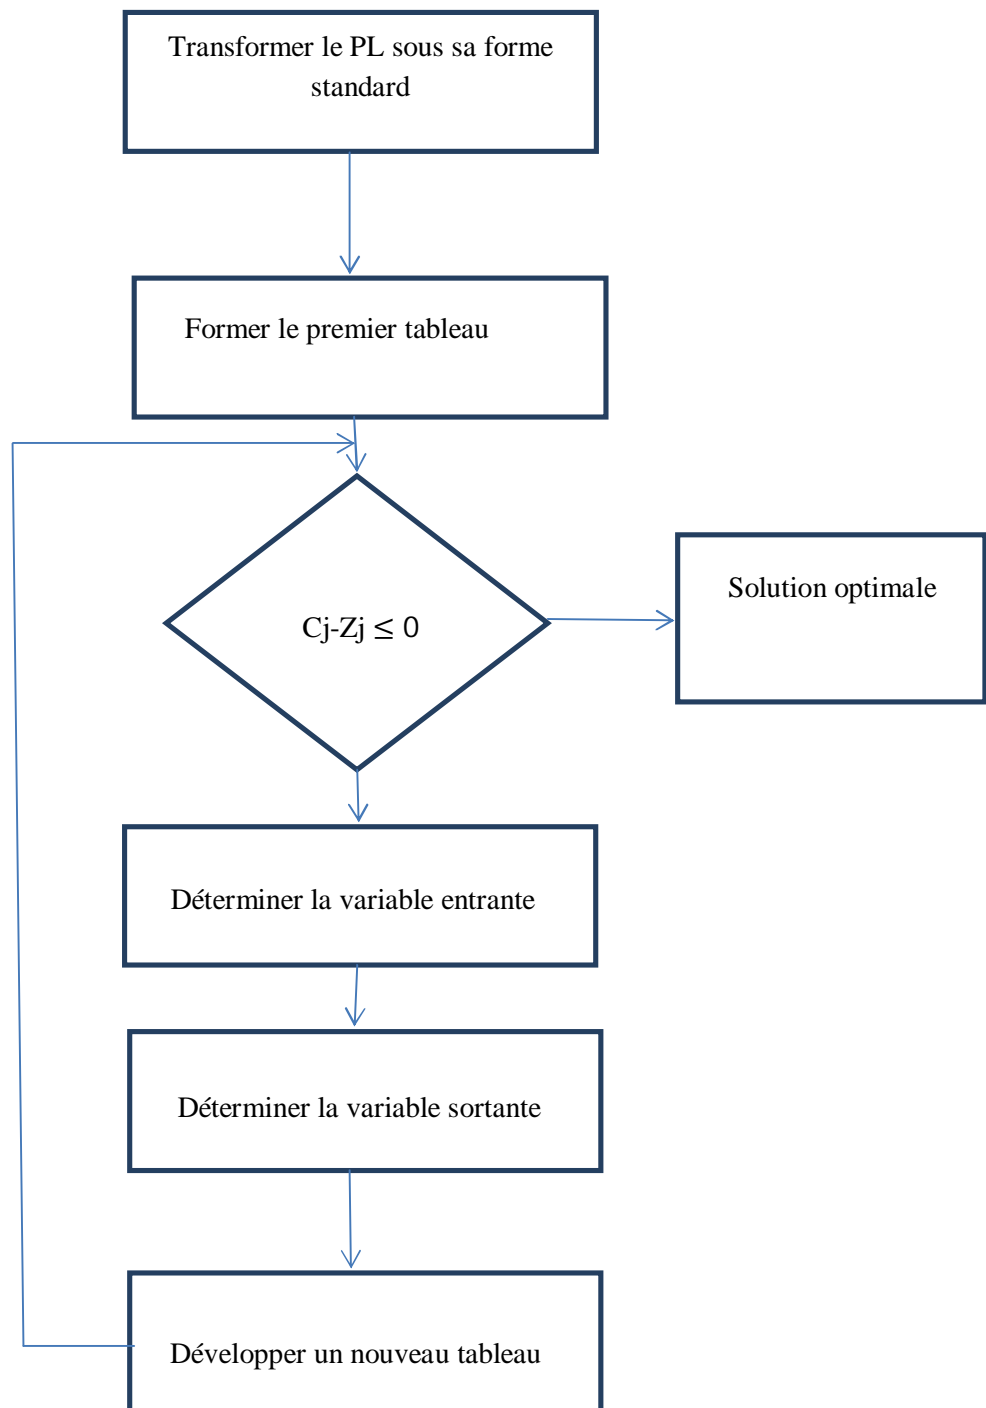 Transformer le PL sous sa forme
standard
Former le premier tableau
Cj-Zj ≤ 0
Solution optimale
Déterminer la variable entrante
Déterminer la variable sortante
Développer un nouveau tableau